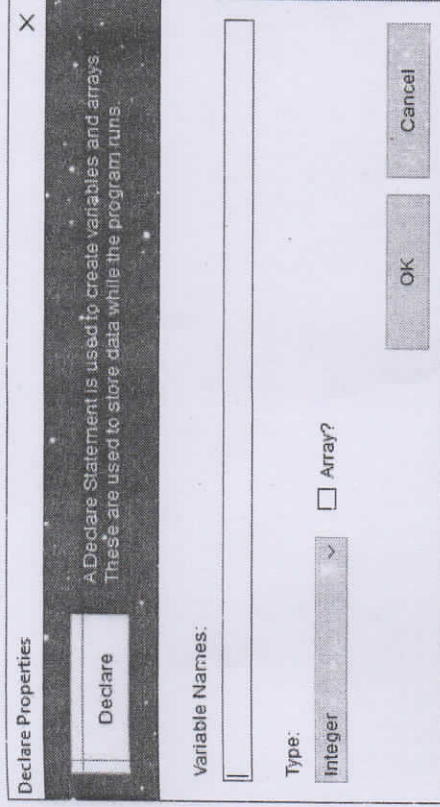 Declare Properties
Declare
A Declare Statement is used to create variables and arrays.
These are used to store data while the program runs.
Variable Names:
Type:
Integer
Array?
OK
Cancel